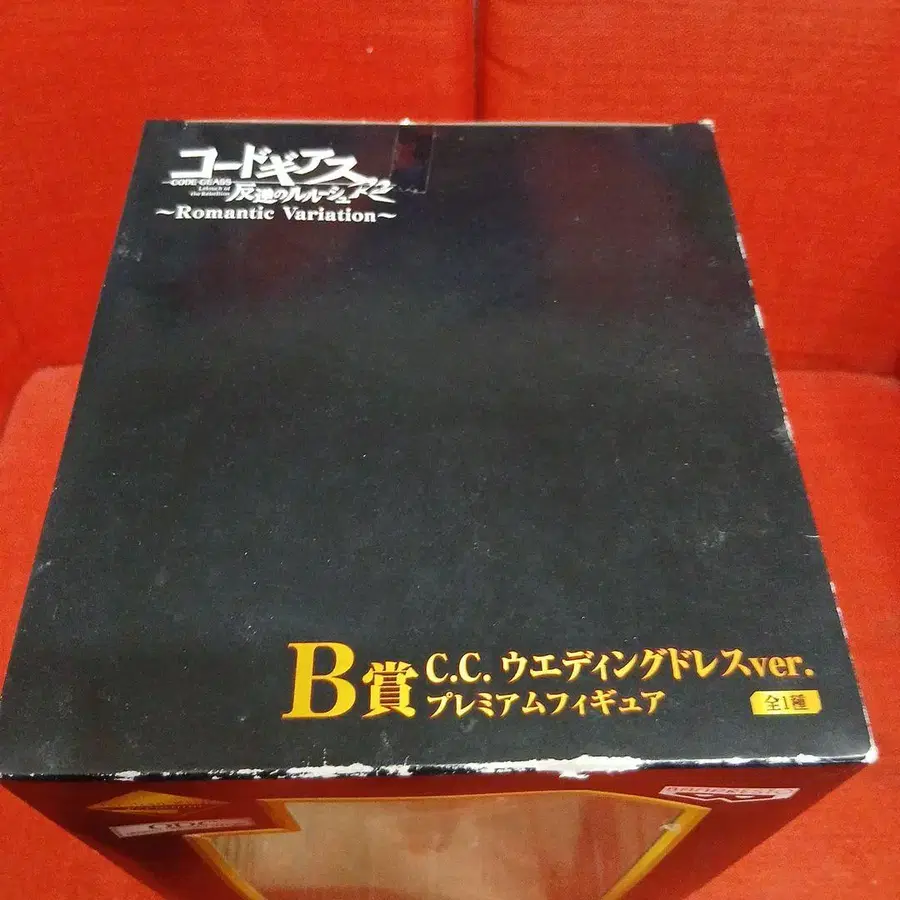 コードギアス
CODE GEASS
Lelouch of
the Rebellion
反逆のルルーシュR2
~Romantic Variation~
B賞
C.C. ウエディングドレスver.
プレミアムフィギュア
全1種
BANPRESTO